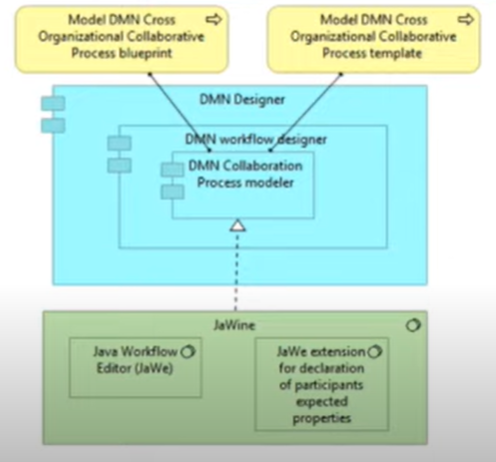 Model DMN Cross
Organizational Collaborative
Process blueprint
Model DMN Cross
Organizational Collaborative
Process template
DMN Designer
DMN workflow designer
DMN Collaboration
Process modeler
JaWine
Java Workflow
Editor (JaWe)
JaWe extension
for declaration
of participants
expected
properties